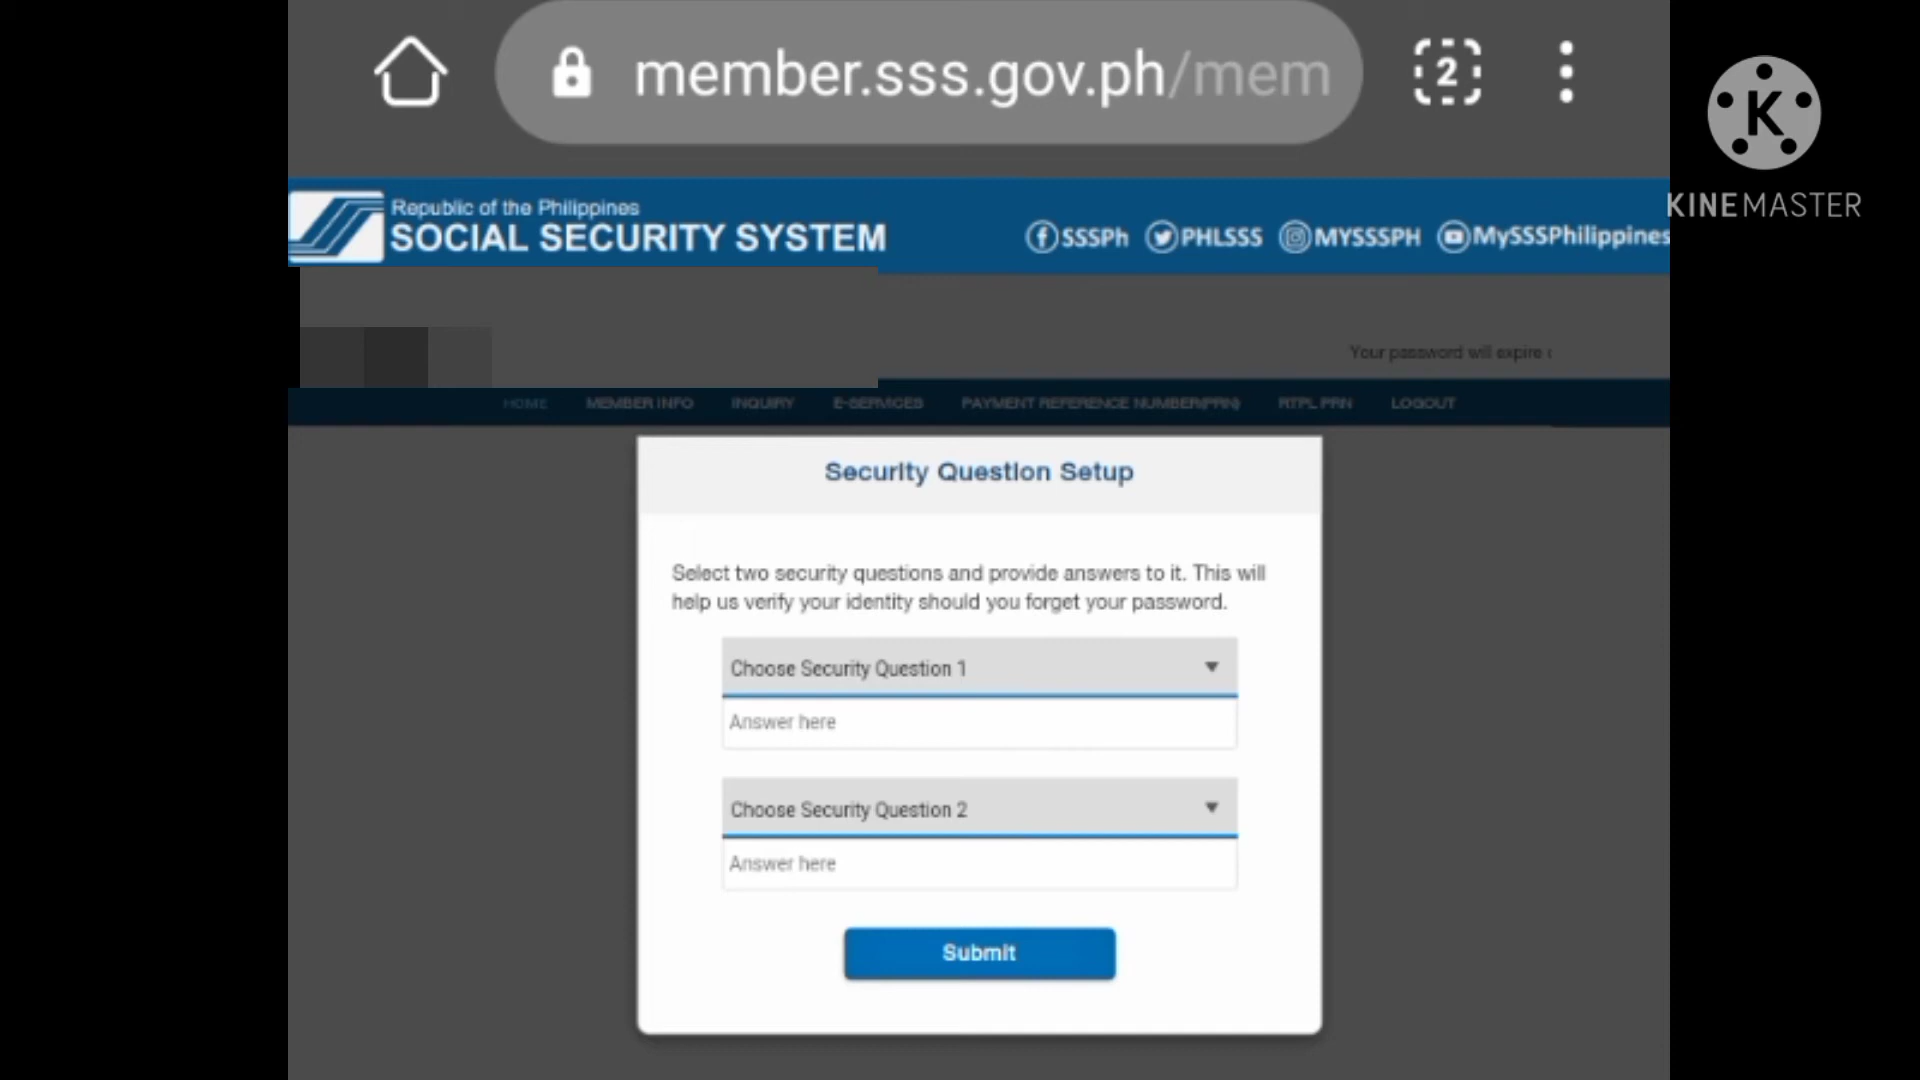 member.sss.gov.ph/mem
2
K
KINEMASTER
Republic of the Philippines
SOCIAL SECURITY SYSTEM
SSSPh PHLSSS MYSSSPH MySSSPhilippines
Your password will expire
HOME MEMBER INFO INQUIRY E-SERVICES PAYMENT REFERENCE NUMBER(PRN) RTPL PRN LOGOUT
Security Question Setup
Select two security questions and provide answers to it. This will
help us verify your identity should you forget your password.
Choose Security Question 1
Answer here
Choose Security Question 2
Answer here
Submit